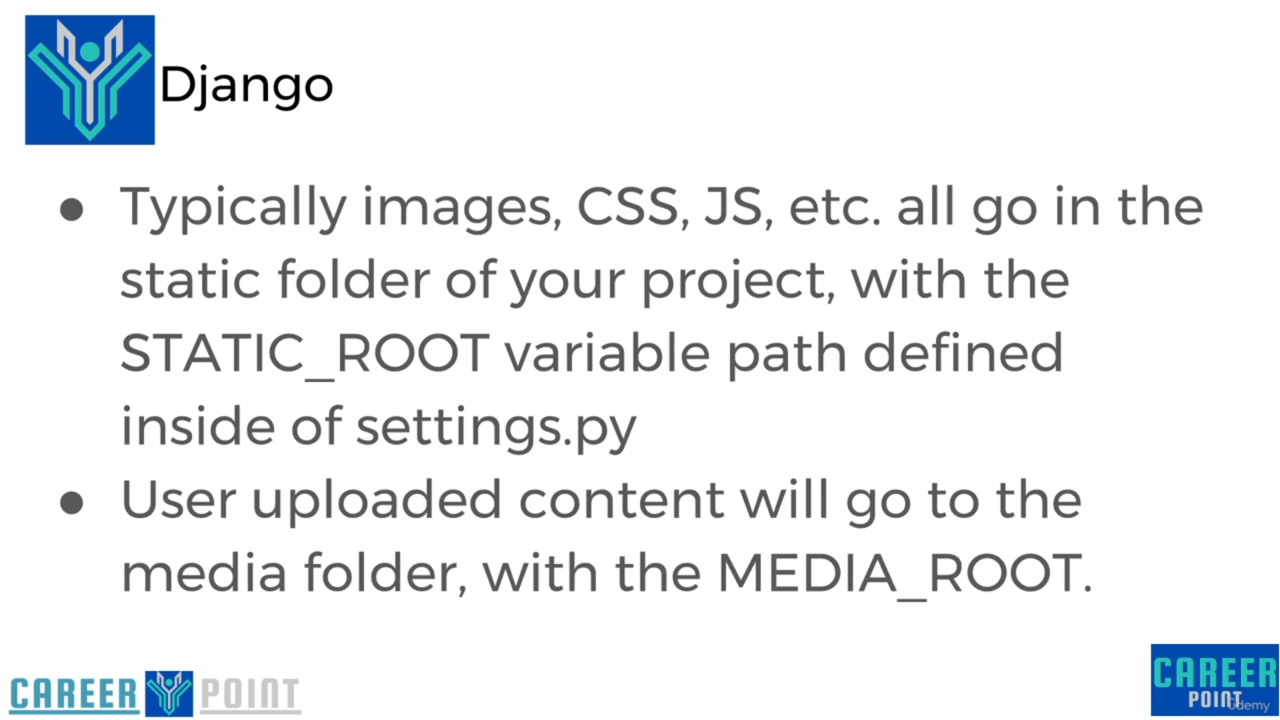 Django
● Typically images, CSS, JS, etc. all go in the
static folder of your project, with the
STATIC_ROOT variable path defined
inside of settings.py
● User uploaded content will go to the
media folder, with the MEDIA_ROOT.
CAREER POINT
CAREER
POINT
ûdemy